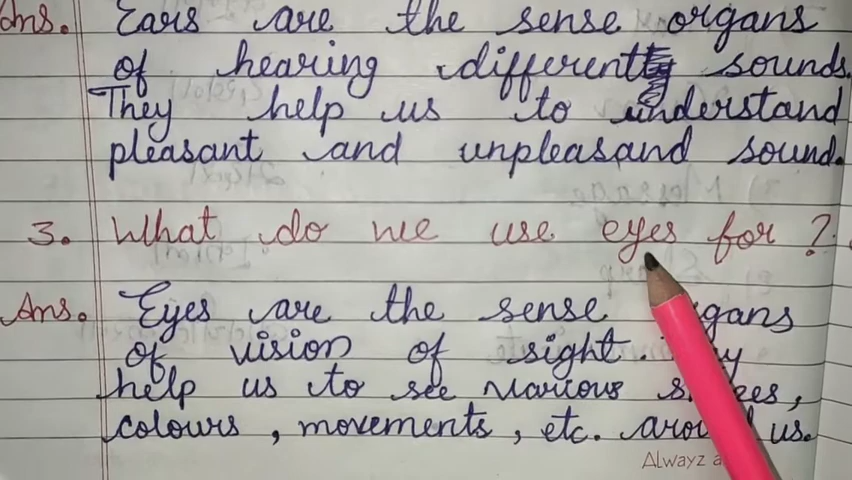 Ans. Ears are the sense organs
of hearing different sounds.
They help us to understand
pleasant and unpleasand sound.
3. What do we use eyes for ?
Ans. Eyes are the sense gans
of vision of sight.
help us to see various
colours , movements , etc. us.
Alwayz a